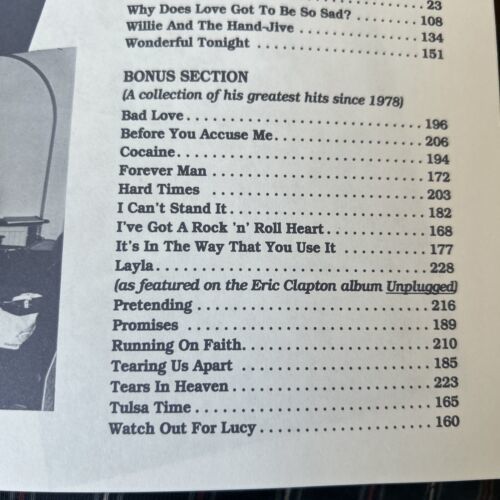 23
Why Does Love Got To Be So Sad? .......... 108
Willie And The Hand-Jive .................... 134
Wonderful Tonight ........................ 151
BONUS SECTION
(A collection of his greatest hits since 1978)
Bad Love................................ 196
Before You Accuse Me...................... 206
Cocaine................................. 194
Forever Man ............................. 172
Hard Times ............................. 203
I Can't Stand It........................... 182
I've Got A Rock 'n' Roll Heart............... 168
It's In The Way That You Use It ............. 177
Layla................................... 228
(as featured on the Eric Clapton album Unplugged)
Pretending .............................. 216
Promises ............................... 189
Running On Faith......................... 210
Tearing Us Apart ......................... 185
Tears In Heaven .......................... 223
Tulsa Time .............................. 165
Watch Out For Lucy....................... 160